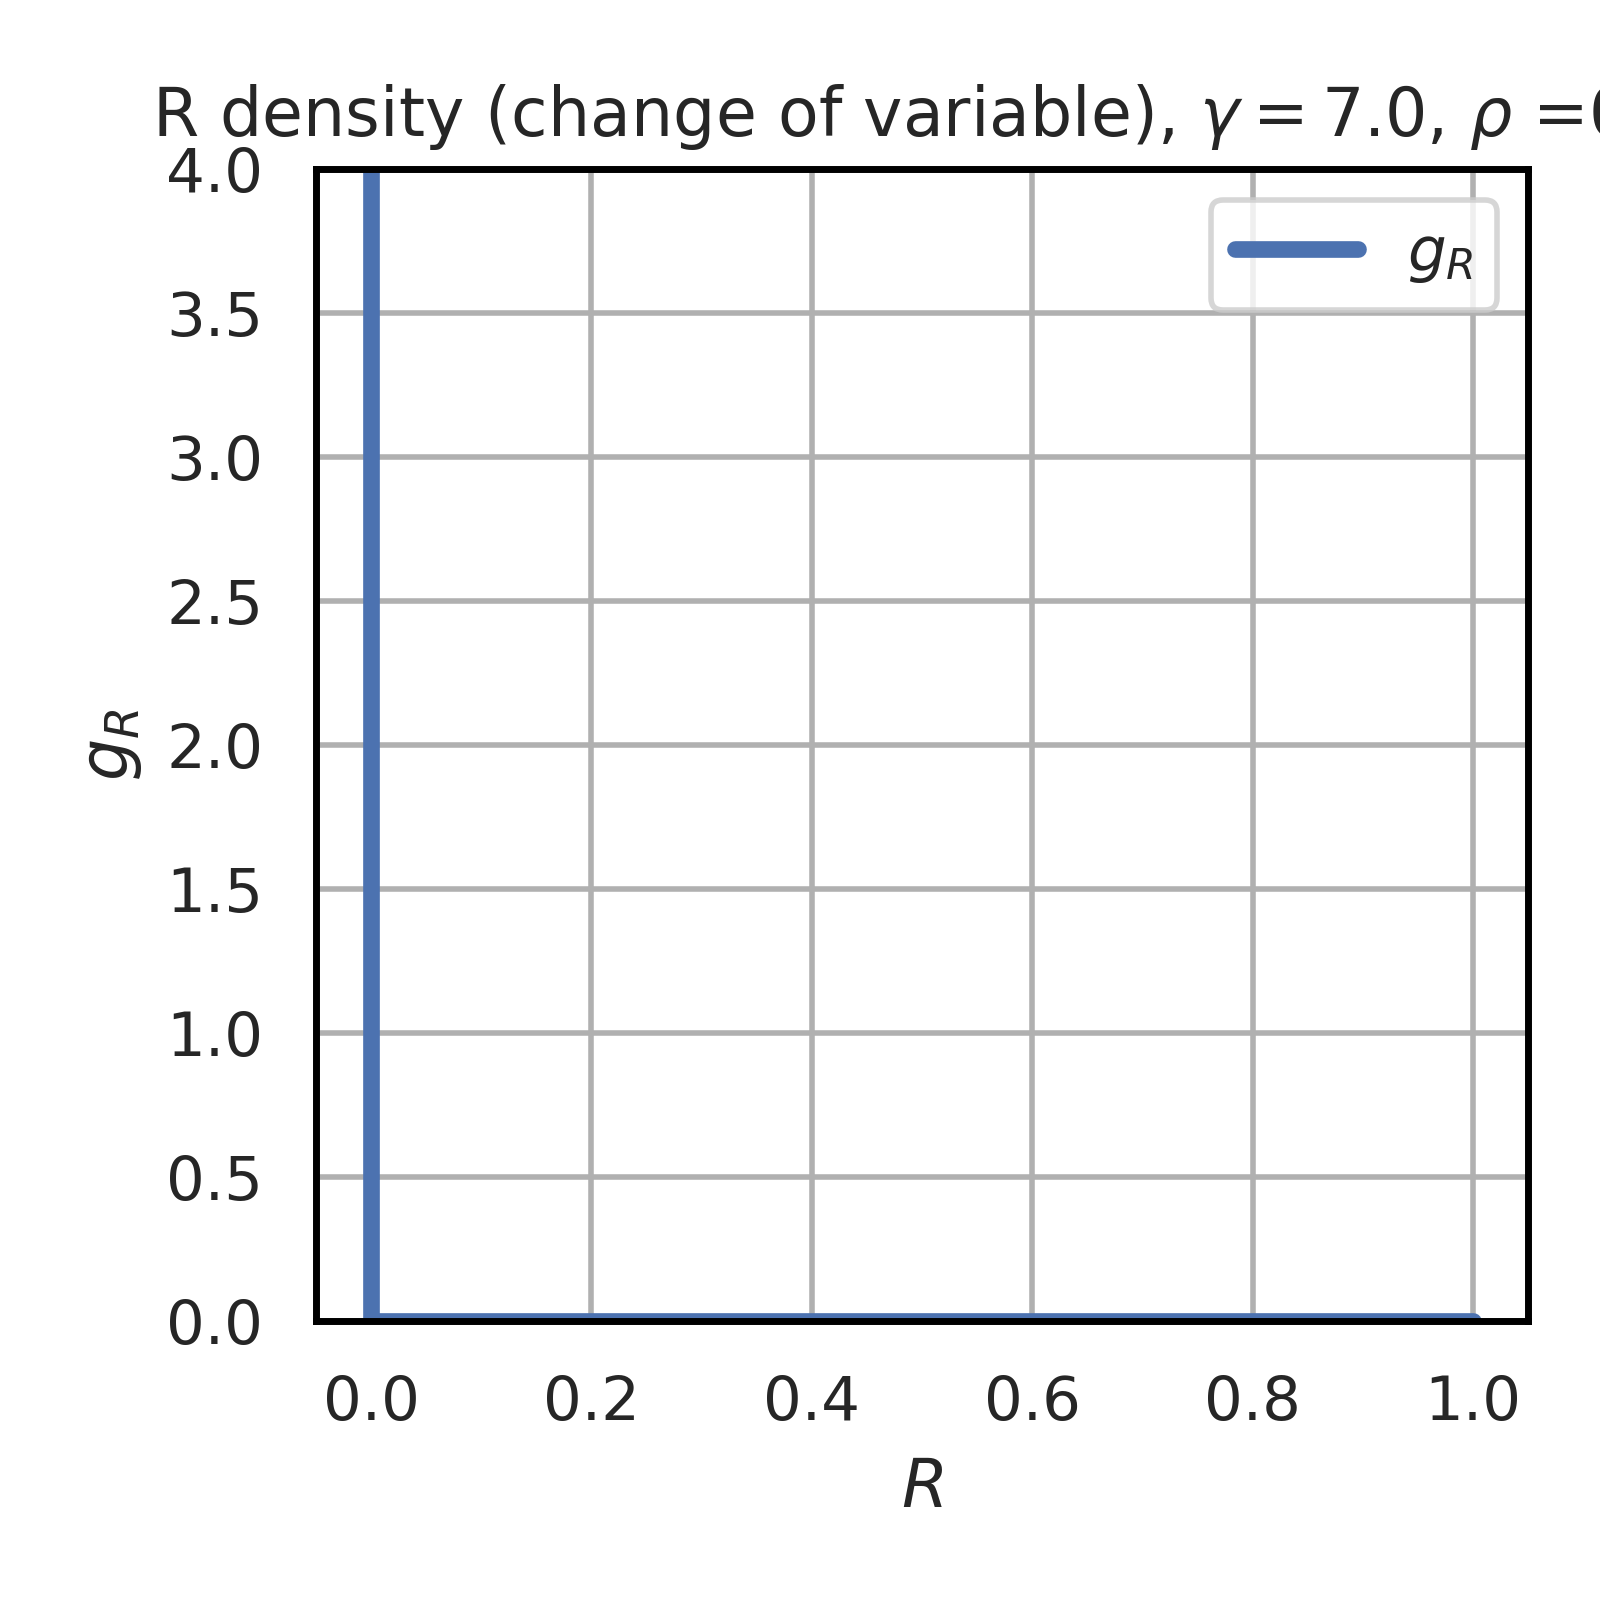 R density (change of variable), γ = 7.0, ρ =
4.0
3.5
3.0
2.5
2.0
1.5
1.0
0.5
0.0
g_R
g_R
0.0 0.2 0.4 0.6 0.8 1.0
R